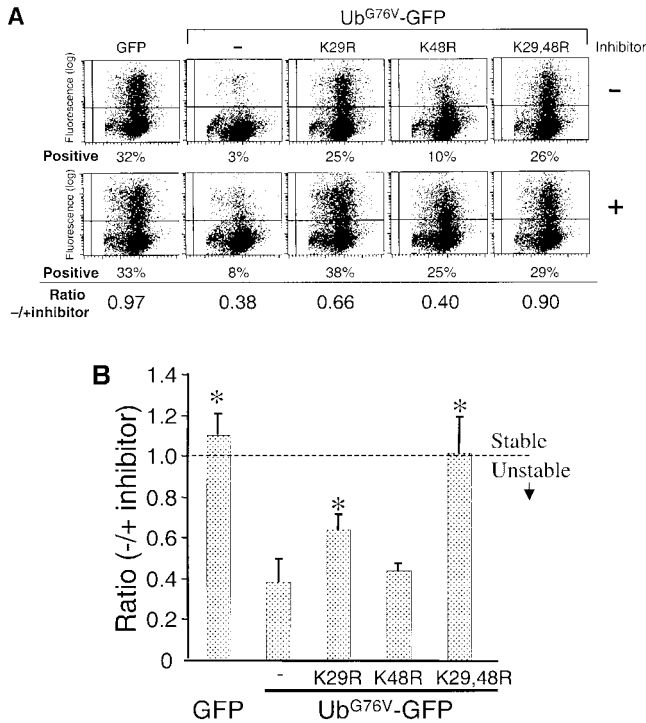 A
Ub^G76V-GFP
GFP – K29R K48R K29,48R Inhibitor
Fluorescence (log)
–
Positive 32% 3% 25% 10% 26%
Fluorescence (log)
+
Positive 33% 8% 38% 25% 29%
Ratio
–/+inhibitor 0.97 0.38 0.66 0.40 0.90
B
Ratio (-/+ inhibitor)
1.4
1.2
1.0
0.8
0.6
0.4
0.2
0
* * *
Stable
Unstable
- K29R K48R K29,48R
GFP Ub^G76V-GFP